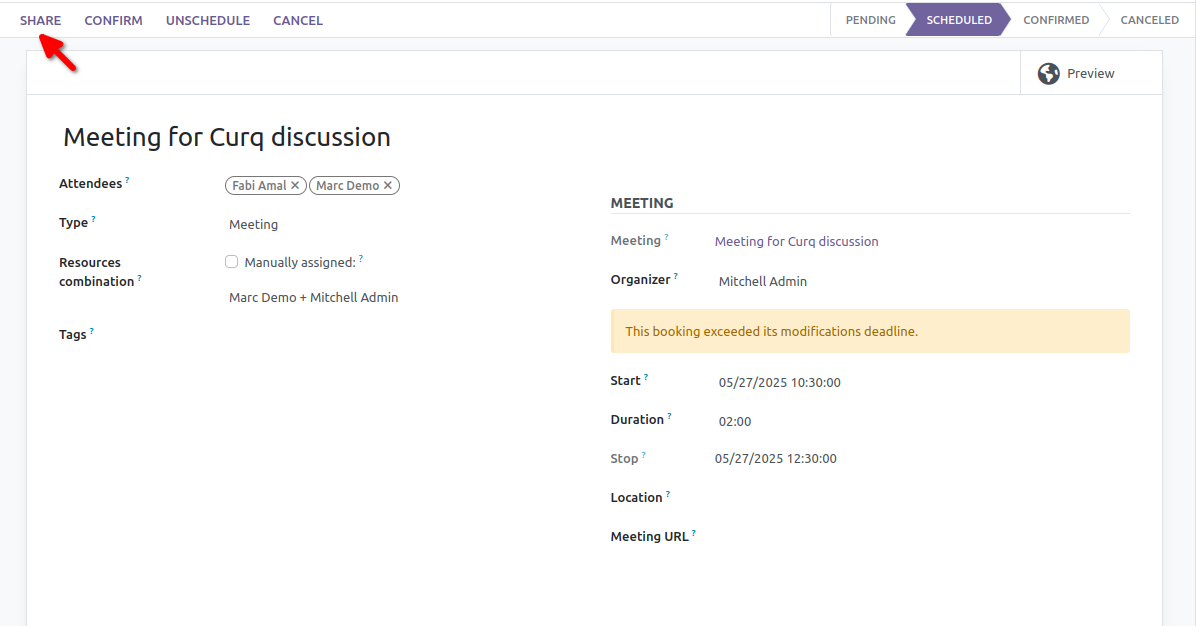 SHARE CONFIRM UNSCHEDULE CANCEL PENDING SCHEDULED CONFIRMED CANCELED
Preview
Meeting for Curq discussion
Attendees ? Fabi Amal ✕ Marc Demo ✕
Type ? Meeting
Resources combination ? Manually assigned: ?
Marc Demo + Mitchell Admin
Tags ?
MEETING
Meeting ? Meeting for Curq discussion
Organizer ? Mitchell Admin
This booking exceeded its modifications deadline.
Start ? 05/27/2025 10:30:00
Duration ? 02:00
Stop ? 05/27/2025 12:30:00
Location ?
Meeting URL ?